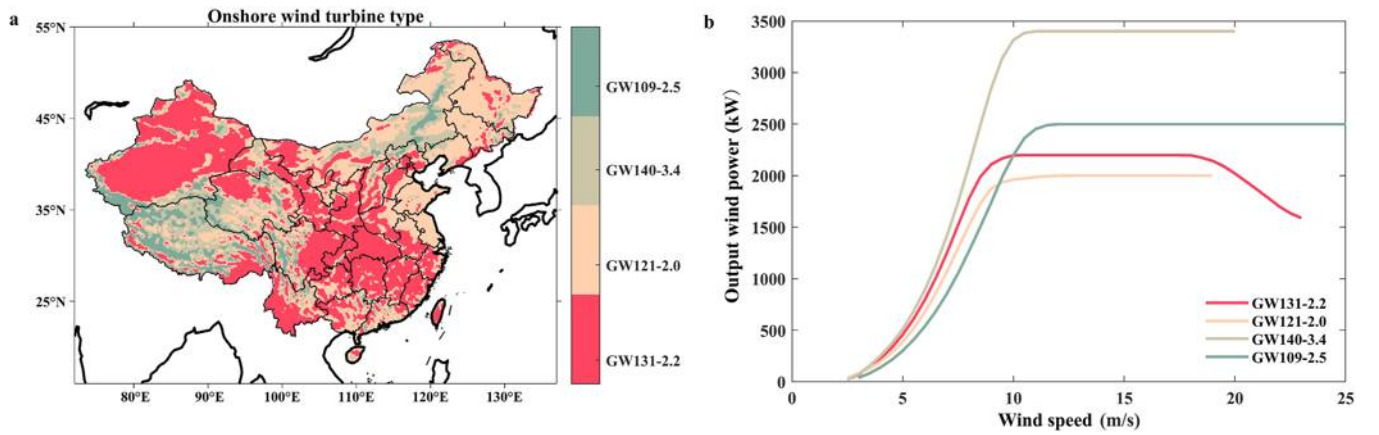 a
Onshore wind turbine type
55°N
45°N
35°N
25°N
80°E 90°E 100°E 110°E 120°E 130°E
GW109-2.5
GW140-3.4
GW121-2.0
GW131-2.2
b
Output wind power (kW)
3500
3000
2500
2000
1500
1000
500
0
0 5 10 15 20 25
Wind speed (m/s)
GW131-2.2
GW121-2.0
GW140-3.4
GW109-2.5